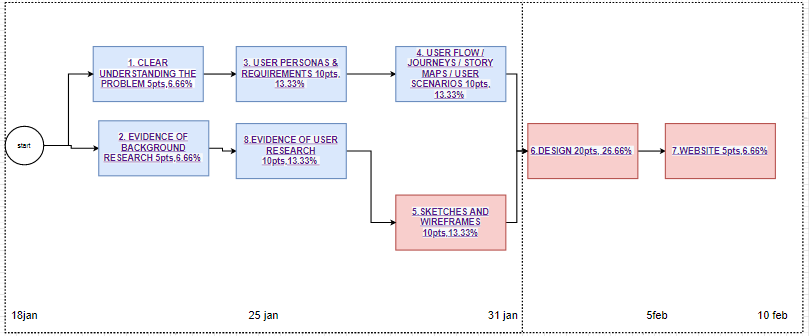 start
1. CLEAR
UNDERSTANDING THE
PROBLEM 5pts,6.66%
3. USER PERSONAS &
REQUIREMENTS 10pts,
13.33%
4. USER FLOW /
JOURNEYS / STORY
MAPS / USER
SCENARIOS 10pts,
13.33%
2. EVIDENCE OF
BACKGROUND
RESEARCH 5pts,6.66%
8.EVIDENCE OF USER
RESEARCH
10pts,13.33%
5.SKETCHES AND
WIREFRAMES
10pts,13.33%
6.DESIGN 20pts, 26.66%
7.WEBSITE 5pts,6.66%
18jan
25 jan
31 jan
5feb
10 feb